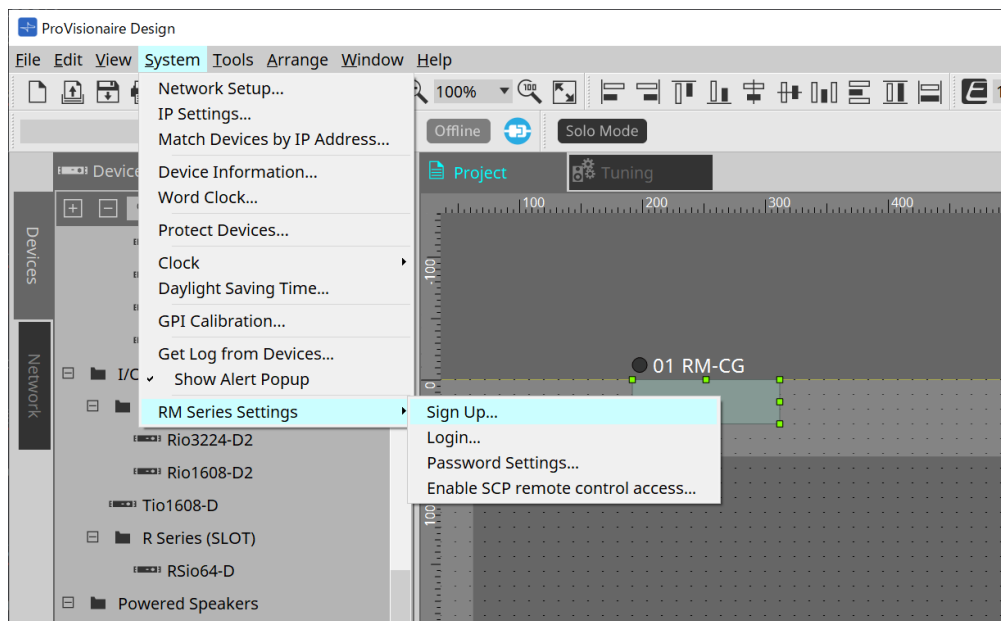 ProVisionaire Design
File Edit View System Tools Arrange Window Help
100%
Offline Solo Mode
Project Tuning
100 200 300 400
Devices
Network
-100
0
100
Network Setup...
IP Settings...
Match Devices by IP Address...
Device Information...
Word Clock...
Protect Devices...
Clock
Daylight Saving Time...
GPI Calibration...
Get Log from Devices...
Show Alert Popup
RM Series Settings
Sign Up...
Login...
Password Settings...
Enable SCP remote control access...
01 RM-CG
Rio3224-D2
Rio1608-D2
Tio1608-D
R Series (SLOT)
RSio64-D
Powered Speakers